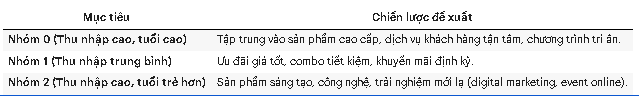 Mục tiêu Chiến lược đề xuất
Nhóm 0 (Thu nhập cao, tuổi cao) Tập trung vào sản phẩm cao cấp, dịch vụ khách hàng tận tâm, chương trình tri ân.
Nhóm 1 (Thu nhập trung bình) Ưu đãi giá tốt, combo tiết kiệm, khuyến mãi định kỳ.
Nhóm 2 (Thu nhập cao, tuổi trẻ hơn) Sản phẩm sáng tạo, công nghệ, trải nghiệm mới lạ (digital marketing, event online).